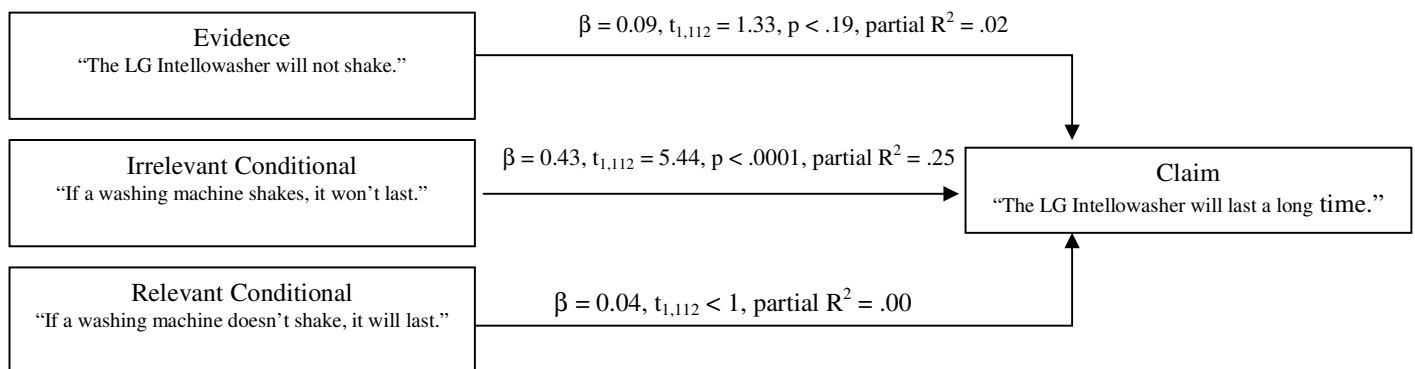 Evidence
“The LG Intellowasher will not shake.”
β = 0.09, t1,112 = 1.33, p < .19, partial R² = .02
Irrelevant Conditional
“If a washing machine shakes, it won’t last.”
β = 0.43, t1,112 = 5.44, p < .0001, partial R² = .25
Claim
“The LG Intellowasher will last a long time.”
Relevant Conditional
“If a washing machine doesn’t shake, it will last.”
β = 0.04, t1,112 < 1, partial R² = .00